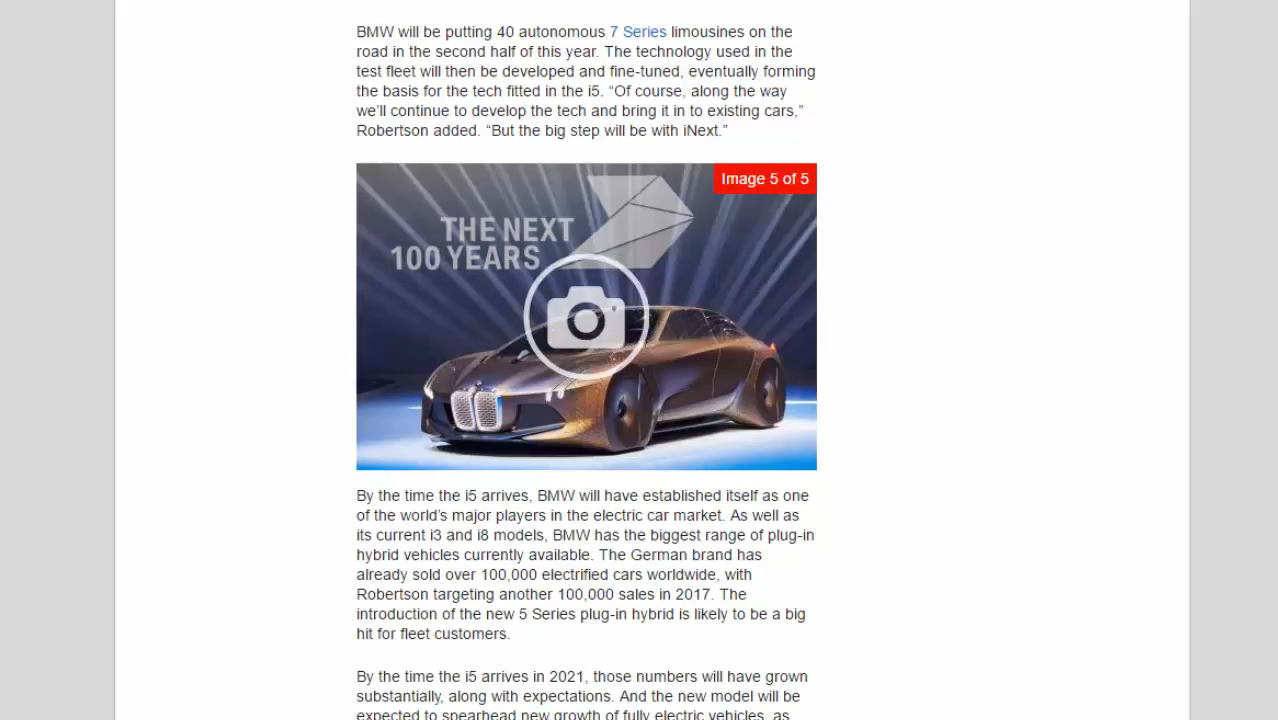 BMW will be putting 40 autonomous 7 Series limousines on the
road in the second half of this year. The technology used in the
test fleet will then be developed and fine-tuned, eventually forming
the basis for the tech fitted in the i5. “Of course, along the way
we’ll continue to develop the tech and bring it in to existing cars,”
Robertson added. “But the big step will be with iNext.”
Image 5 of 5
THE NEXT
100 YEARS
By the time the i5 arrives, BMW will have established itself as one
of the world’s major players in the electric car market. As well as
its current i3 and i8 models, BMW has the biggest range of plug-in
hybrid vehicles currently available. The German brand has
already sold over 100,000 electrified cars worldwide, with
Robertson targeting another 100,000 sales in 2017. The
introduction of the new 5 Series plug-in hybrid is likely to be a big
hit for fleet customers.
By the time the i5 arrives in 2021, those numbers will have grown
substantially, along with expectations. And the new model will be
expected to spearhead new growth of fully electric vehicles, as